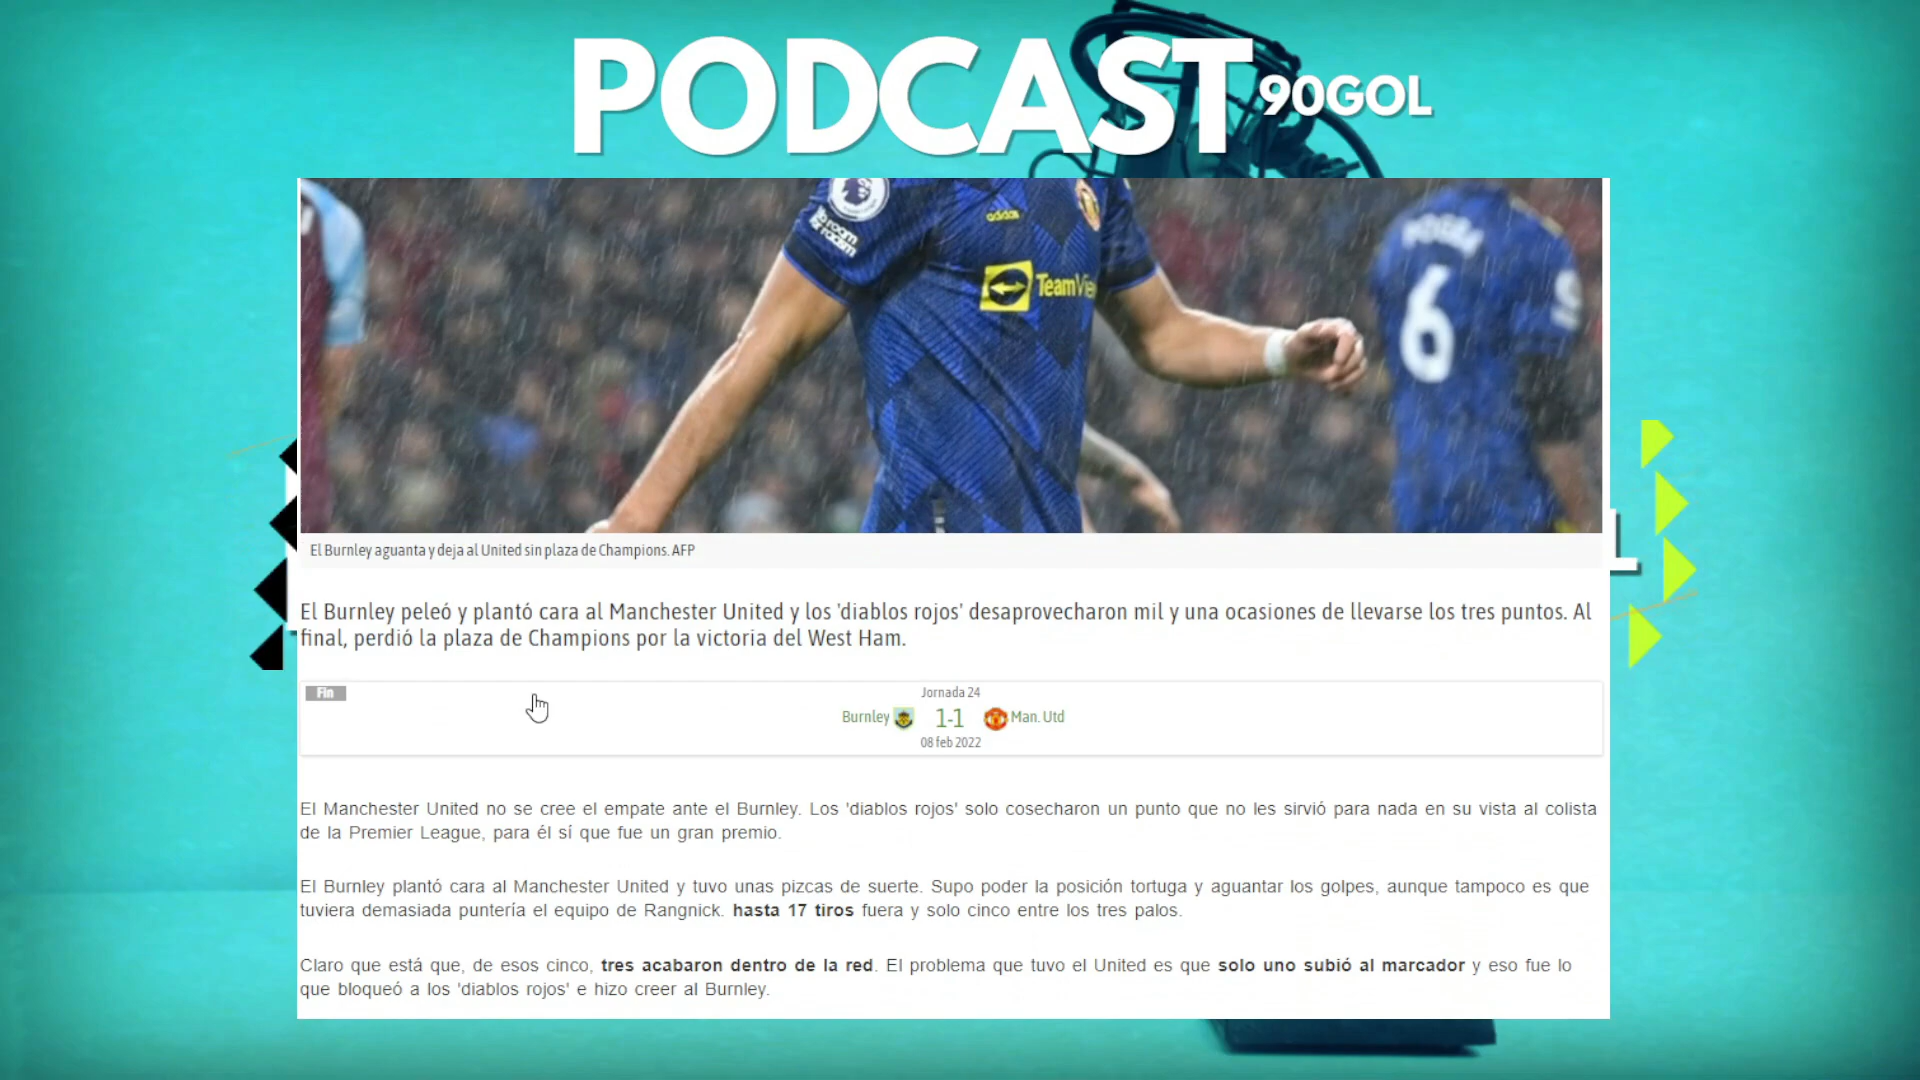 PODCAST 90GOL
adidas
no room
for racism
TeamVie
POGBA
6
El Burnley aguanta y deja al United sin plaza de Champions. AFP
El Burnley peleó y plantó cara al Manchester United y los 'diablos rojos' desaprovecharon mil y una ocasiones de llevarse los tres puntos. Al
final, perdió la plaza de Champions por la victoria del West Ham.
Fin
Jornada 24
Burnley 1-1 Man. Utd
08 feb 2022
El Manchester United no se cree el empate ante el Burnley. Los 'diablos rojos' solo cosecharon un punto que no les sirvió para nada en su vista al colista
de la Premier League, para él sí que fue un gran premio.
El Burnley plantó cara al Manchester United y tuvo unas pizcas de suerte. Supo poder la posición tortuga y aguantar los golpes, aunque tampoco es que
tuviera demasiada puntería el equipo de Rangnick. hasta 17 tiros fuera y solo cinco entre los tres palos.
Claro que está que, de esos cinco, tres acabaron dentro de la red. El problema que tuvo el United es que solo uno subió al marcador y eso fue lo
que bloqueó a los 'diablos rojos' e hizo creer al Burnley.